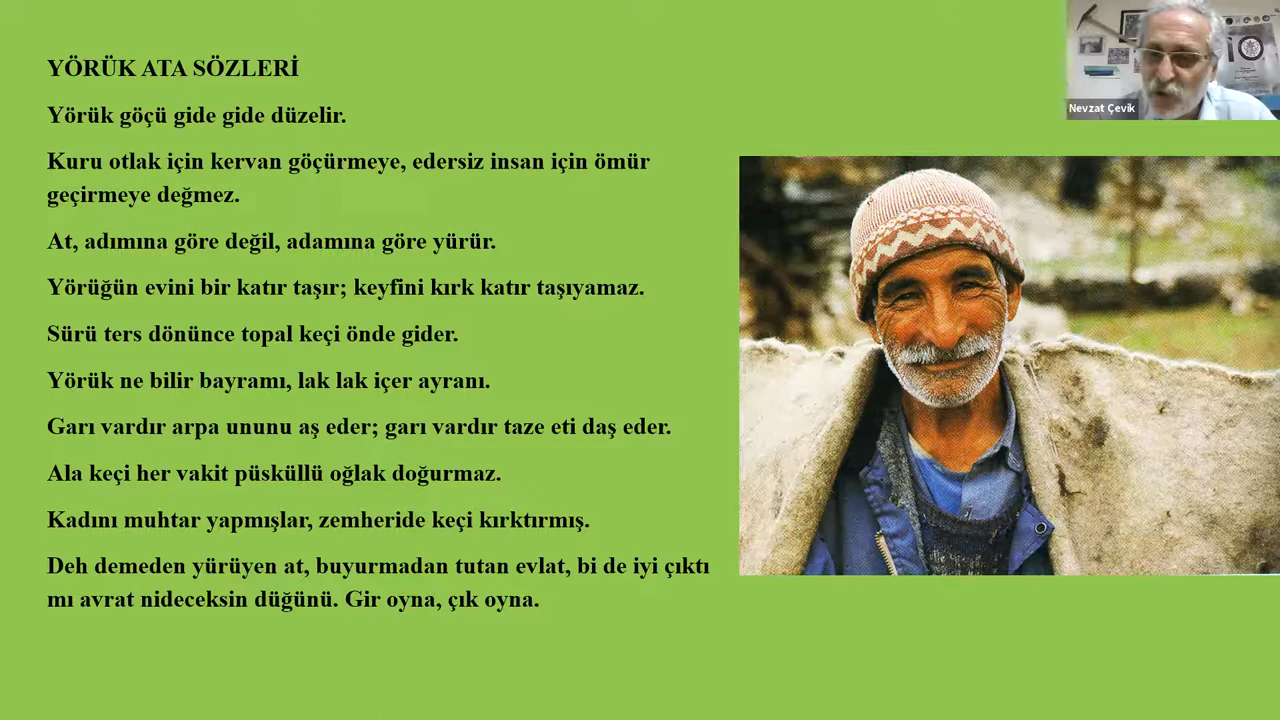 YÖRÜK ATA SÖZLERİ
Yörük göçü gide gide düzelir.
Kuru otlak için kervan göçürmeye, edersiz insan için ömür
geçirmeye değmez.
At, adımına göre değil, adamına göre yürür.
Yörüğün evini bir katır taşır; keyfini kırk katır taşıyamaz.
Sürü ters dönünce topal keçi önde gider.
Yörük ne bilir bayramı, lak lak içer ayranı.
Garı vardır arpa ununu aş eder; garı vardır taze eti daş eder.
Ala keçi her vakit püsküllü oğlak doğurmaz.
Kadını muhtar yapmışlar, zemheride keçi kırktırmış.
Deh demeden yürüyen at, buyurmadan tutan evlat, bi de iyi çıktı
mı avrat nideceksin düğünü. Gir oyna, çık oyna.
Nevzat Çevik